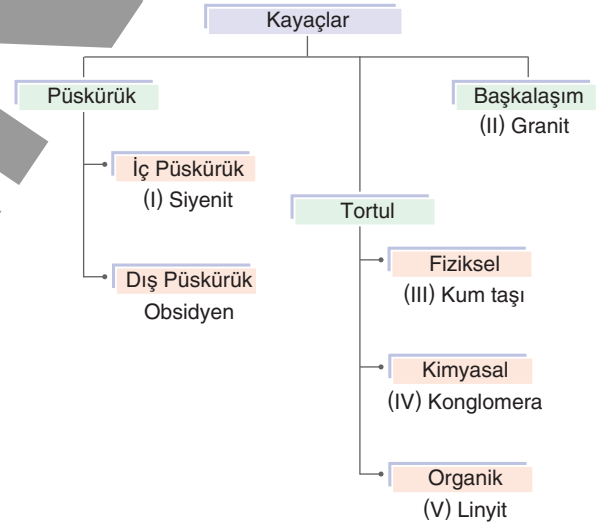 Kayaçlar
Püskürük
İç Püskürük
(I) Siyenit
Dış Püskürük
Obsidyen
Tortul
Fiziksel
(III) Kum taşı
Kimyasal
(IV) Konglomera
Organik
(V) Linyit
Başkalaşım
(II) Granit